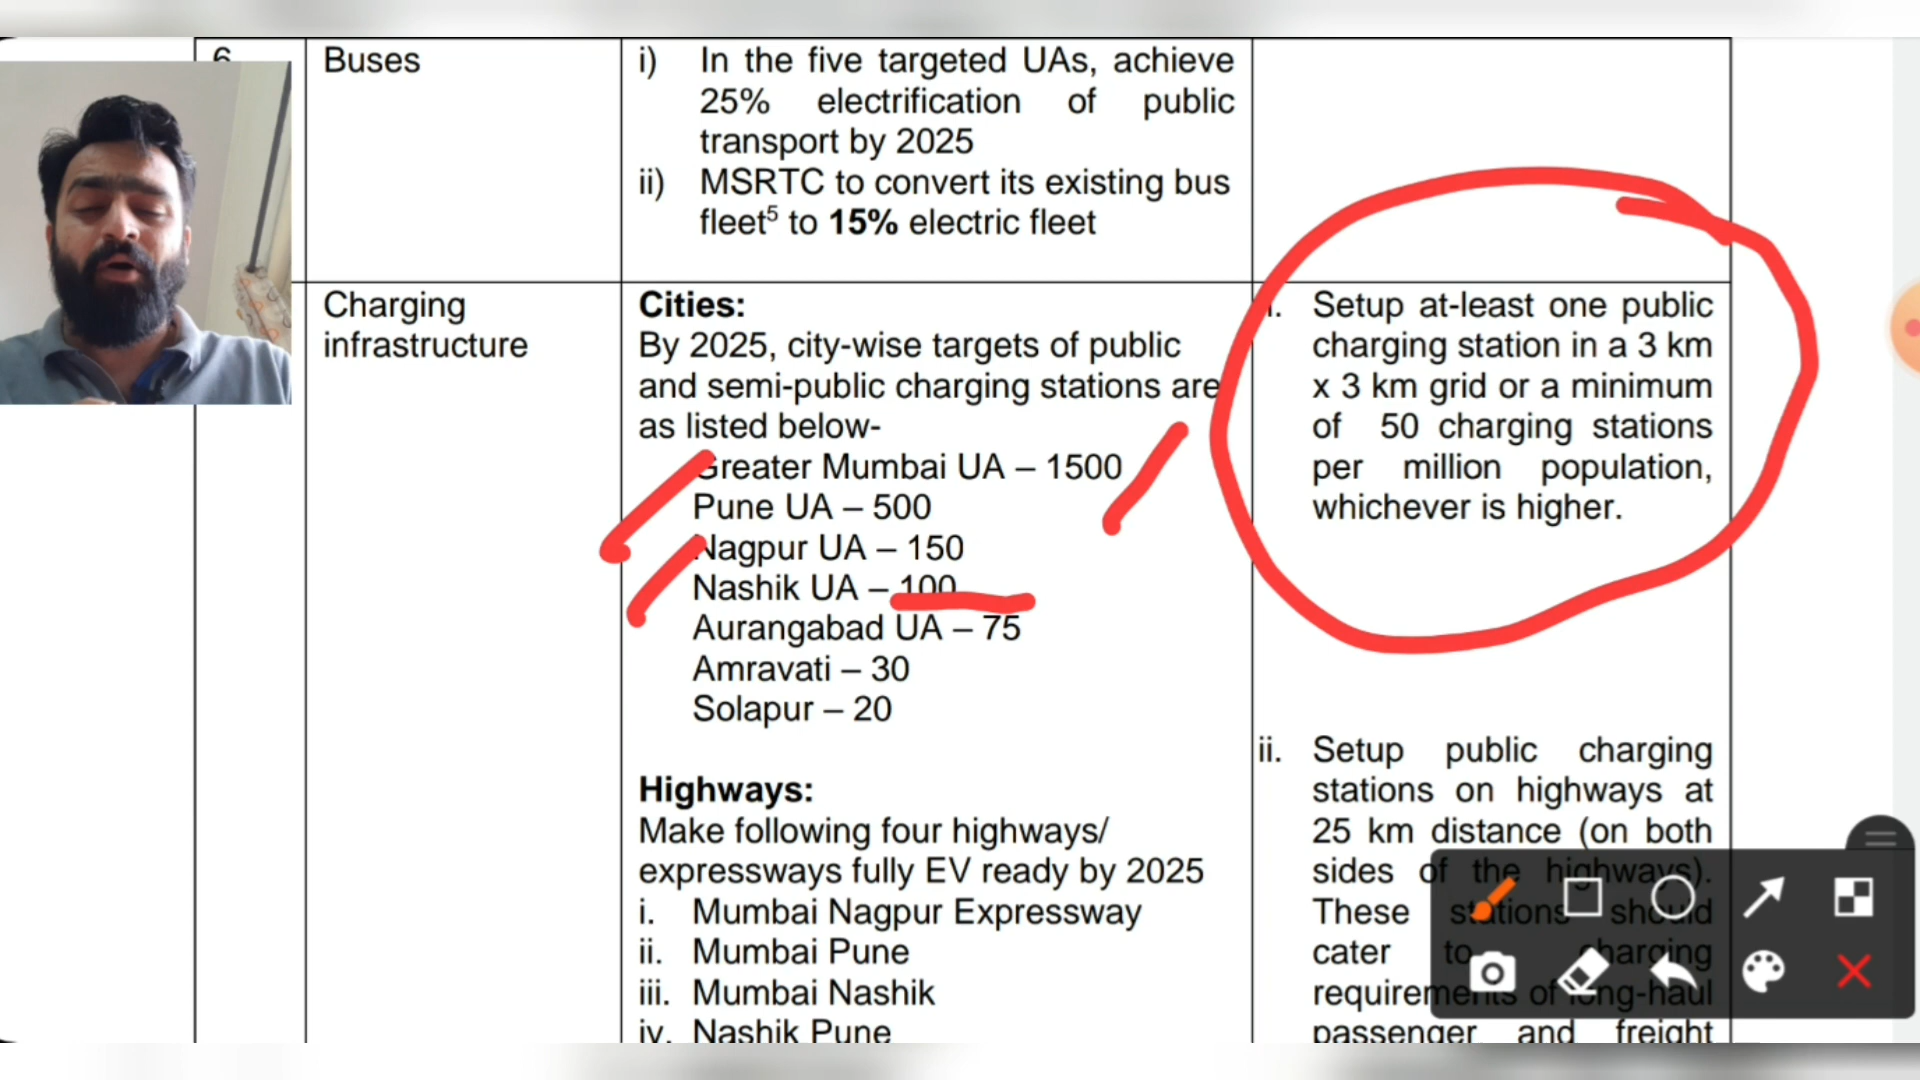 6
Buses
i) In the five targeted UAs, achieve
25% electrification of public
transport by 2025
ii) MSRTC to convert its existing bus
fleet5 to 15% electric fleet
Charging
infrastructure
Cities:
By 2025, city-wise targets of public
and semi-public charging stations are
as listed below-
Greater Mumbai UA – 1500
Pune UA – 500
Nagpur UA – 150
Nashik UA – 100
Aurangabad UA – 75
Amravati – 30
Solapur – 20
Highways:
Make following four highways/
expressways fully EV ready by 2025
i. Mumbai Nagpur Expressway
ii. Mumbai Pune
iii. Mumbai Nashik
iv. Nashik Pune
i. Setup at-least one public
charging station in a 3 km
x 3 km grid or a minimum
of 50 charging stations
per million population,
whichever is higher.
ii. Setup public charging
stations on highways at
25 km distance (on both
sides of the highways).
These stations should
cater to charging
requirements of long-haul
passenger and freight